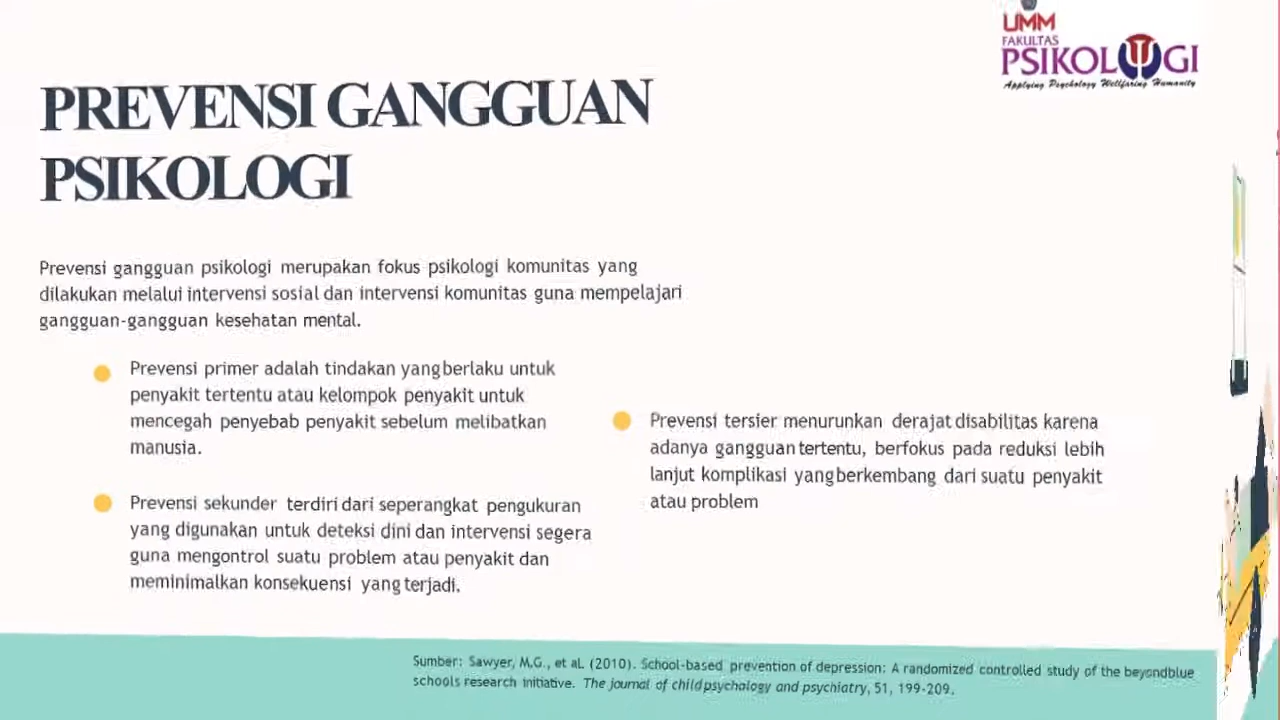 UMM
FAKULTAS
PSIKOLOGI
Applying Psychology Wellfaring Humanity
PREVENSI GANGGUAN
PSIKOLOGI
Prevensi gangguan psikologi merupakan fokus psikologi komunitas yang
dilakukan melalui intervensi sosial dan intervensi komunitas guna mempelajari
gangguan-gangguan kesehatan mental.
Prevensi primer adalah tindakan yang berlaku untuk
penyakit tertentu atau kelompok penyakit untuk
mencegah penyebab penyakit sebelum melibatkan
manusia.
Prevensi sekunder terdiri dari seperangkat pengukuran
yang digunakan untuk deteksi dini dan intervensi segera
guna mengontrol suatu problem atau penyakit dan
meminimalkan konsekuensi yang terjadi.
Prevensi tersier menurunkan derajat disabilitas karena
adanya gangguan tertentu, berfokus pada reduksi lebih
lanjut komplikasi yang berkembang dari suatu penyakit
atau problem
Sumber: Sawyer, M.G., et al. (2010). School-based prevention of depression: A randomized controlled study of the beyondblue
schools research initiative. The journal of child psychology and psychiatry, 51, 199-209.